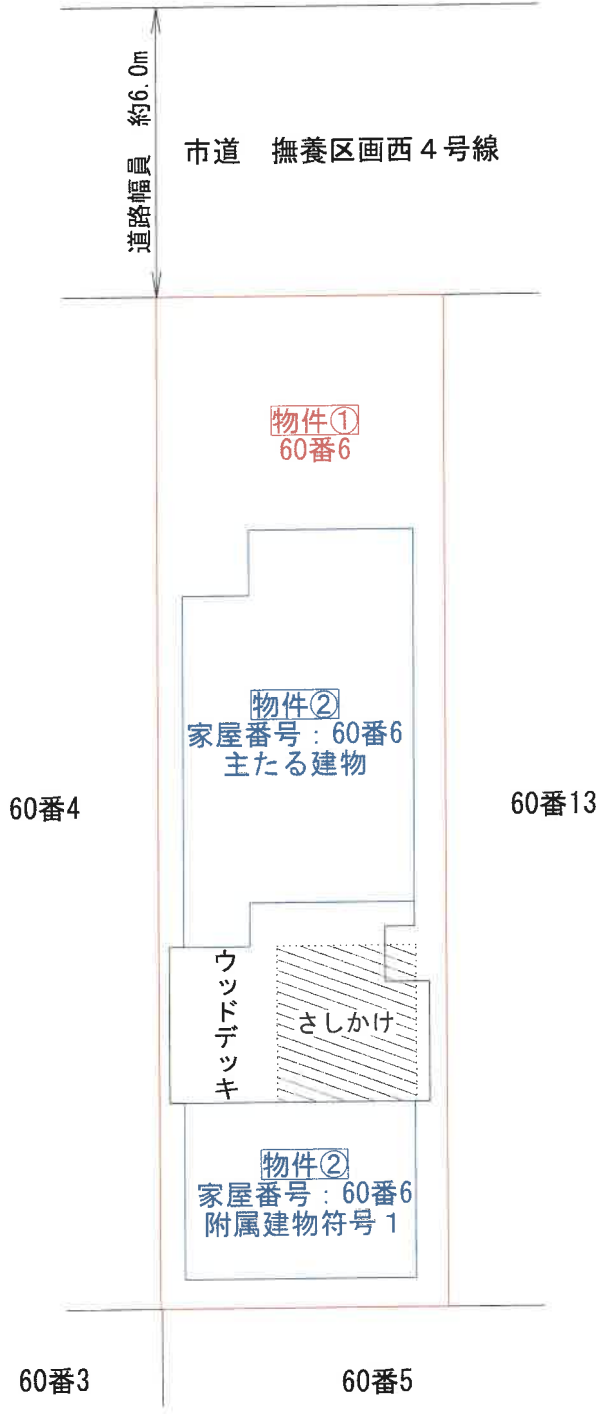 道路幅員　約6.0m
市道　撫養区画西４号線
物件①
60番6
物件②
家屋番号：60番6
主たる建物
60番4
60番13
ウッドデッキ
さしかけ
物件②
家屋番号：60番6
附属建物符号１
60番3
60番5